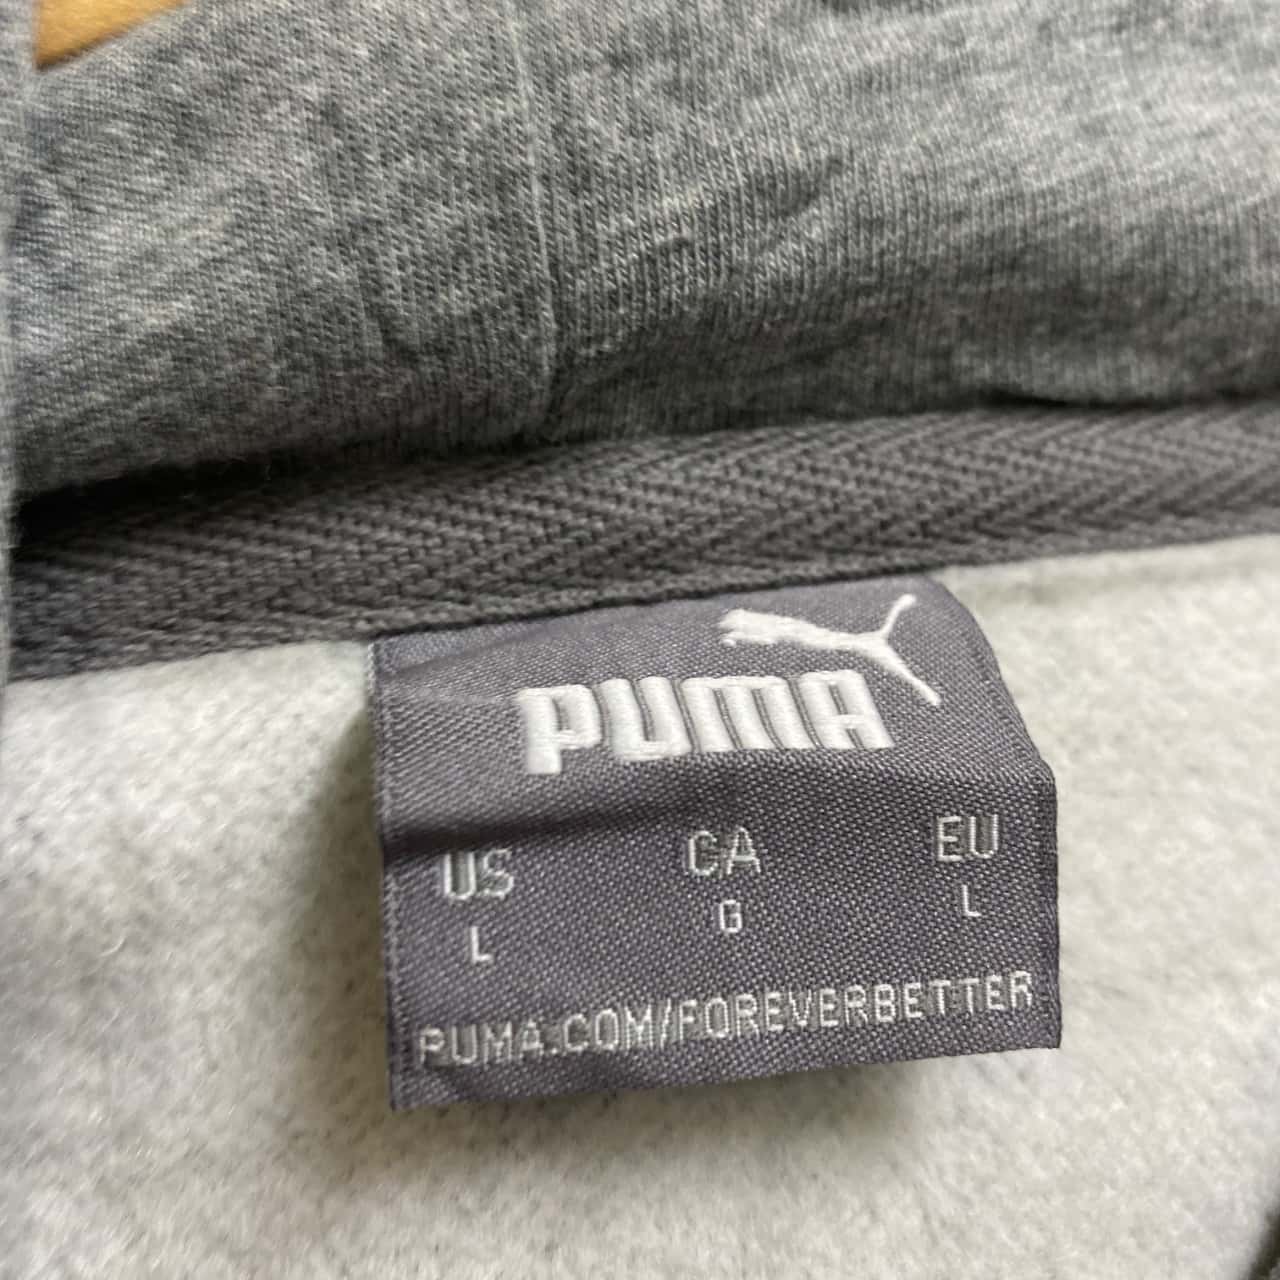 PUMA
US CA EU
L G L
PUMA.COM/FOREVERBETTER